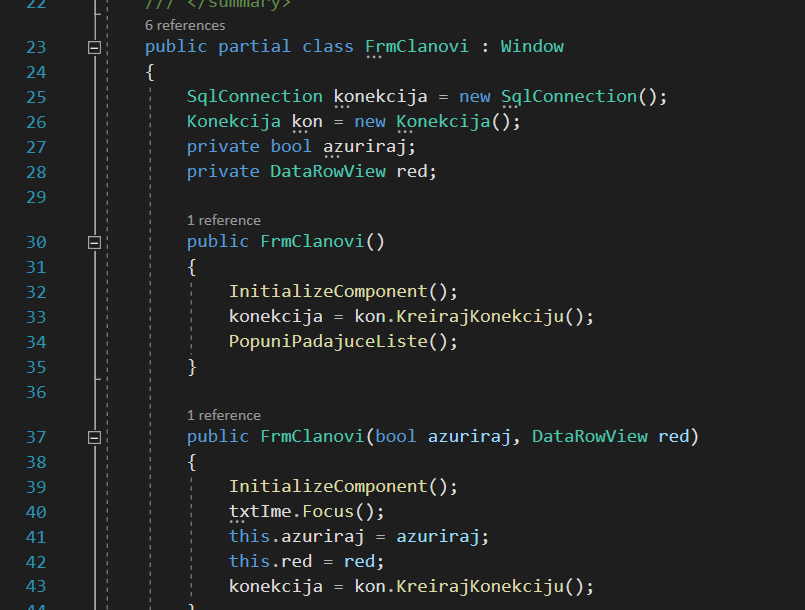 22 /// </summary>
6 references
23 public partial class FrmClanovi : Window
24 {
25 SqlConnection konekcija = new SqlConnection();
26 Konekcija kon = new Konekcija();
27 private bool azuriraj;
28 private DataRowView red;
29
1 reference
30 public FrmClanovi()
31 {
32 InitializeComponent();
33 konekcija = kon.KreirajKonekciju();
34 PopuniPadajuceListe();
35 }
36
1 reference
37 public FrmClanovi(bool azuriraj, DataRowView red)
38 {
39 InitializeComponent();
40 txtIme.Focus();
41 this.azuriraj = azuriraj;
42 this.red = red;
43 konekcija = kon.KreirajKonekciju();
44